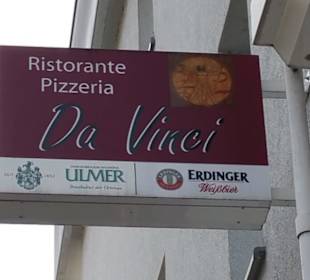 Ristorante
Pizzeria
Da Vinci
ULMER
ERDINGER
Weißbier